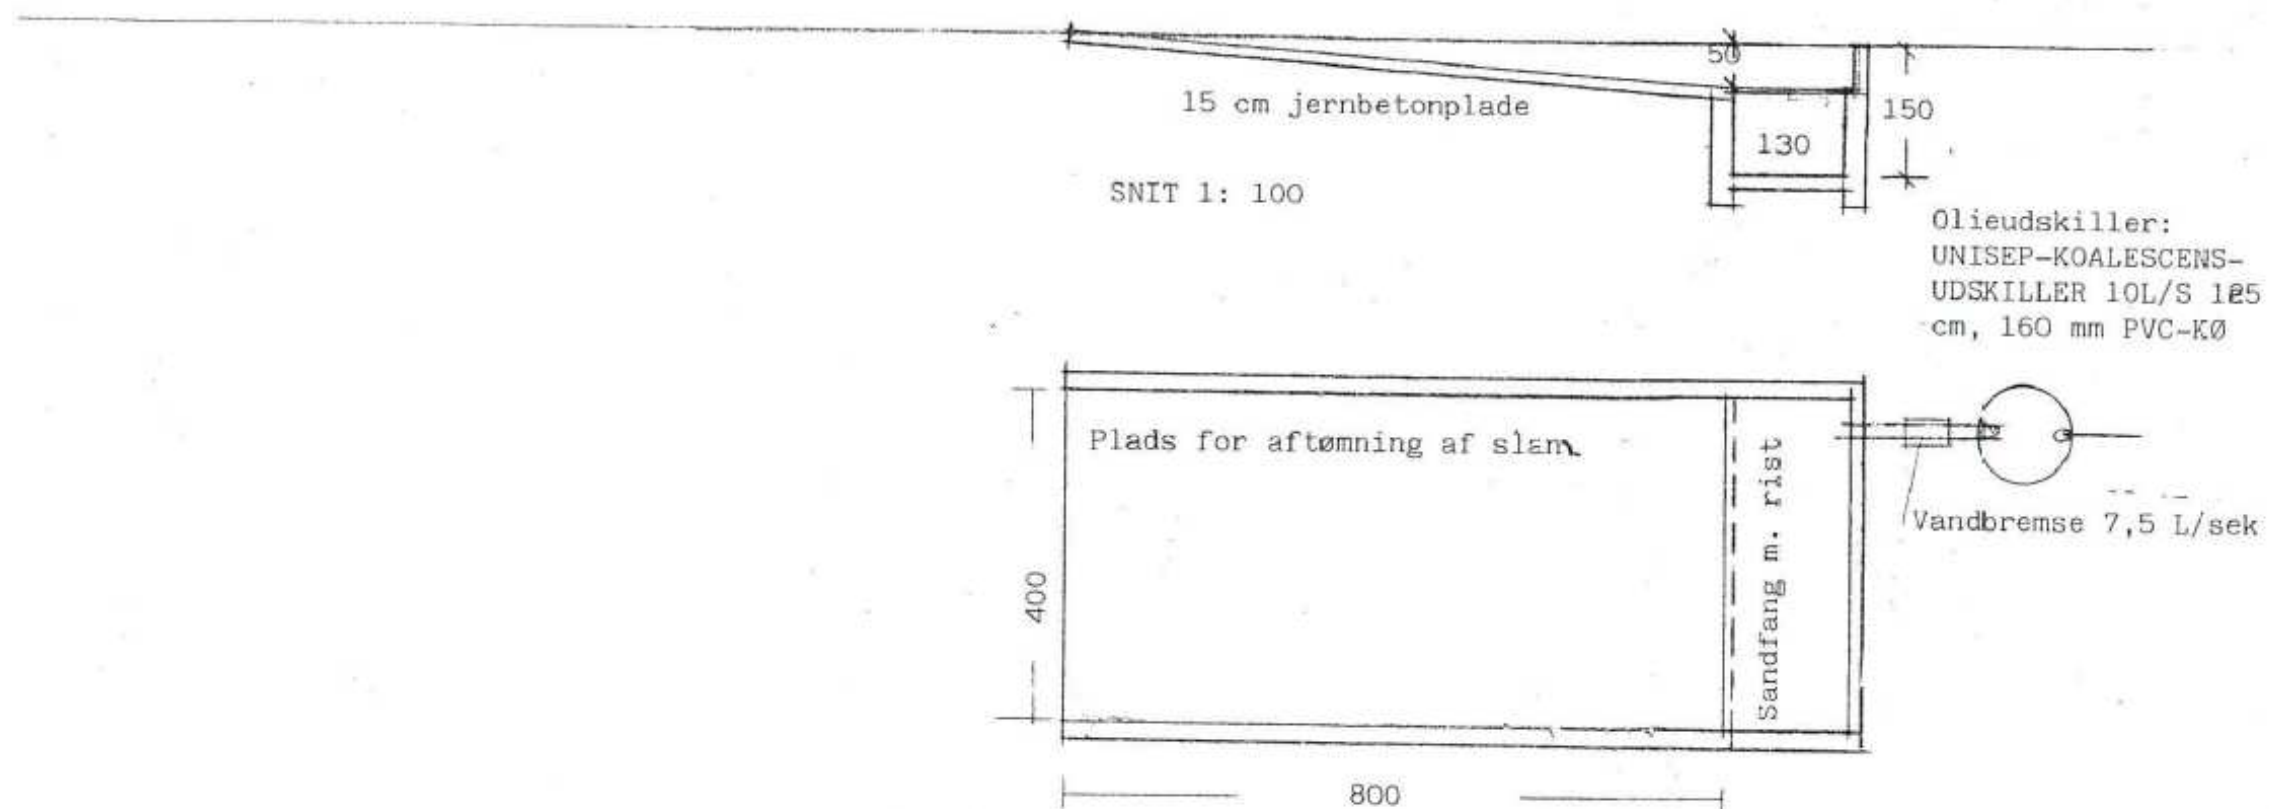 50
15 cm jernbetonplade
150
130
SNIT 1: 100
Olieudskiller:
UNISEP-KOALESCENS-
UDSKILLER 10L/S
cm, 160 mm PVC-KØ
Plads for aftømning af slam
Sandfang m. rist
Vandbremse 7,5 L/sek
400
800